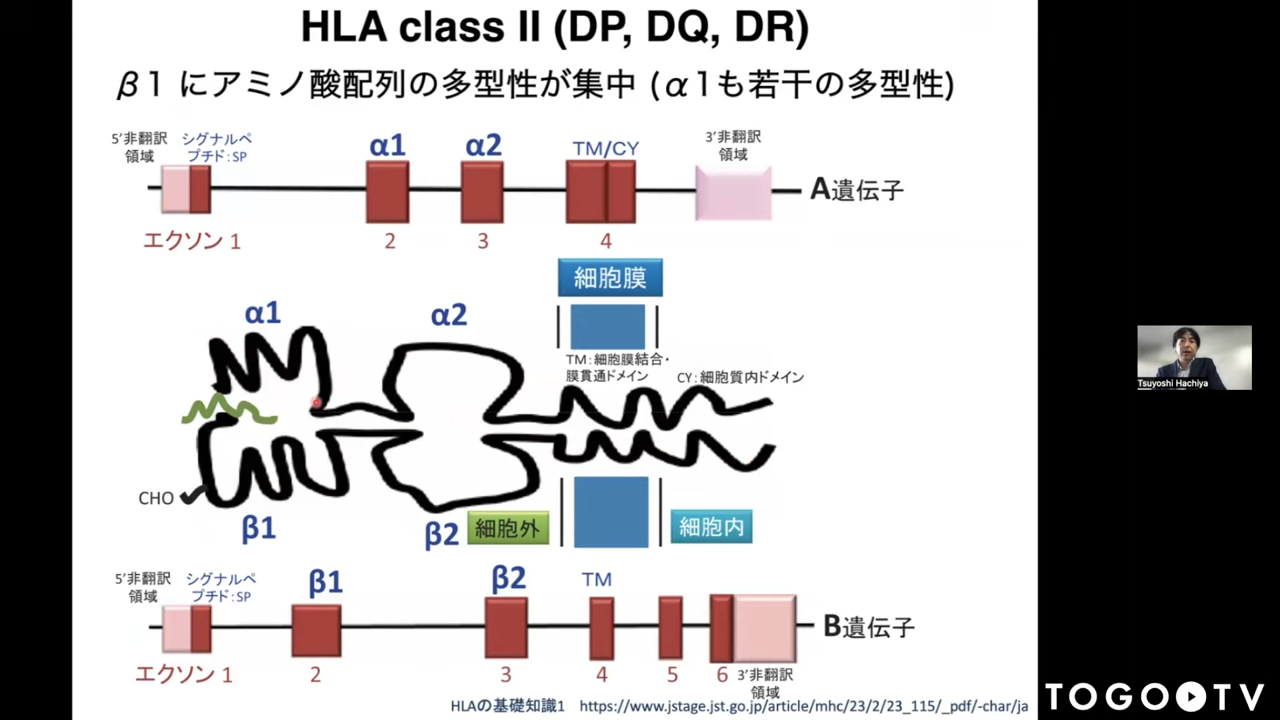 HLA class II (DP, DQ, DR)
β1 にアミノ酸配列の多型性が集中 (α1も若干の多型性)
5’非翻訳
領域
シグナルペ
プチド:SP
α1
α2
TM/CY
3’非翻訳
領域
A遺伝子
エクソン 1
2
3
4
細胞膜
α1
α2
TM:細胞膜結合・
膜貫通ドメイン
CY:細胞質内ドメイン
CHO
β1
β2
細胞外
細胞内
5’非翻訳
領域
シグナルペ
プチド:SP
β1
β2
TM
B遺伝子
エクソン 1
2
3
4
5
6
3’非翻訳
領域
HLAの基礎知識1 https://www.jstage.jst.go.jp/article/mhc/23/2/23_115/_pdf/-char/ja
Tsuyoshi Hachiya
TOGO TV